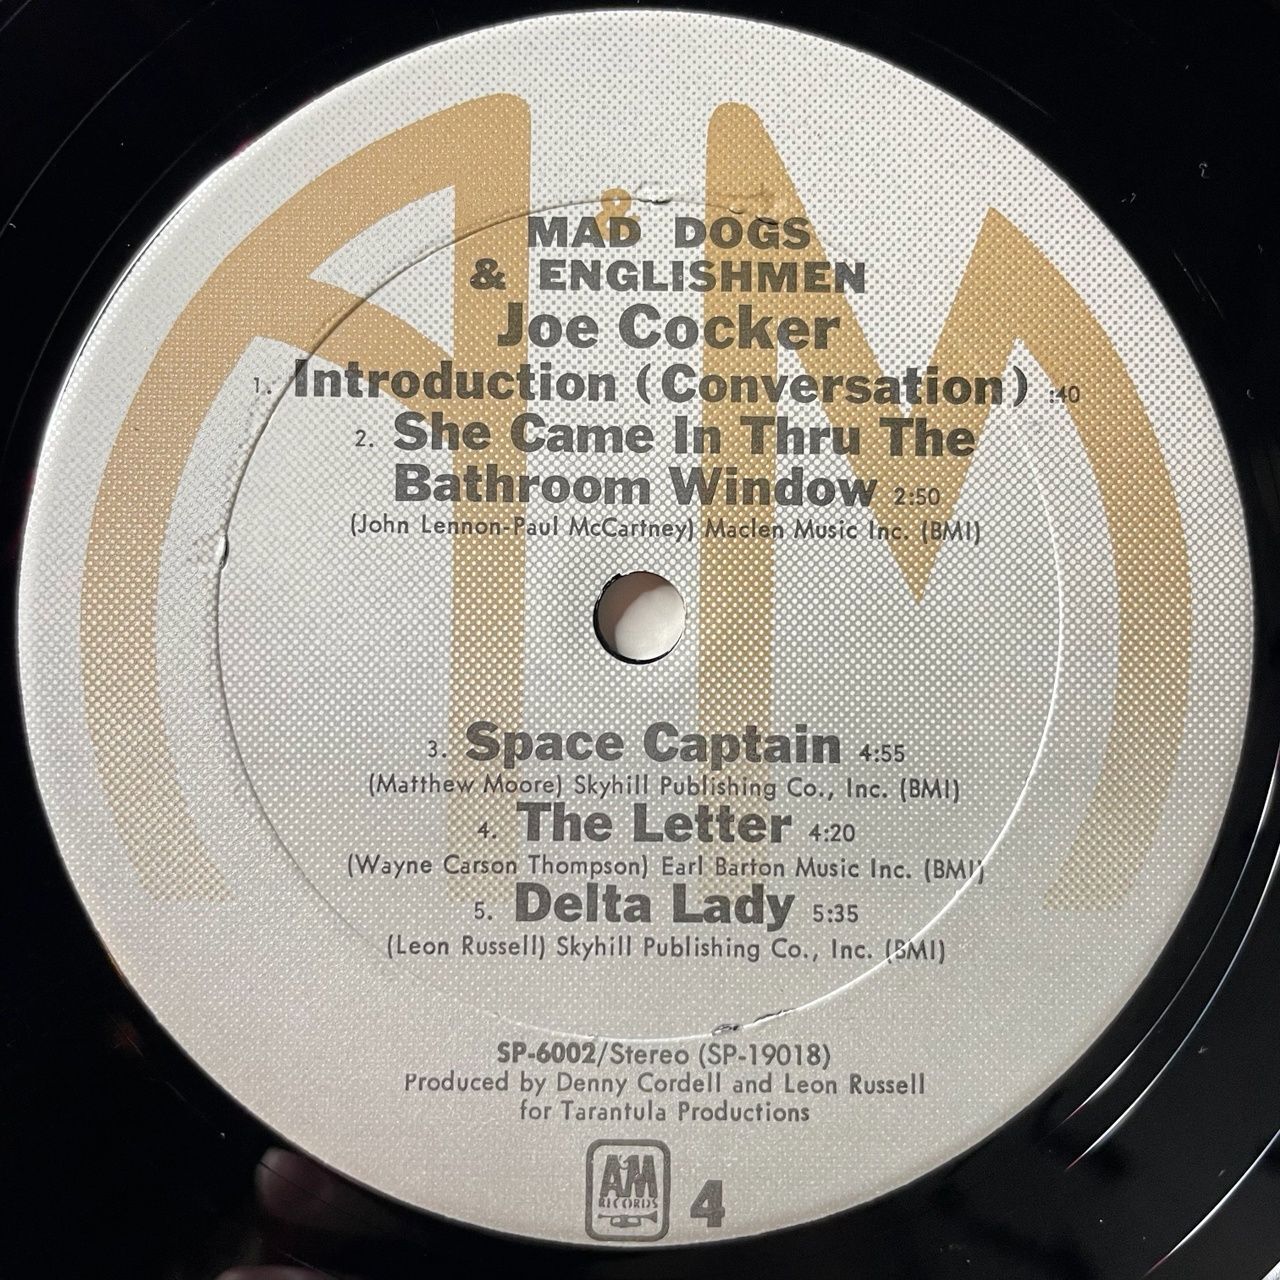 &
MAD DOGS
& ENGLISHMEN
Joe Cocker
1. Introduction (Conversation) :40
2. She Came In Thru The
Bathroom Window 2:50
(John Lennon-Paul McCartney) Maclen Music Inc. (BMI)
3. Space Captain 4:55
(Matthew Moore) Skyhill Publishing Co., Inc. (BMI)
4. The Letter 4:20
(Wayne Carson Thompson) Earl Barton Music Inc. (BMI)
5. Delta Lady 5:35
(Leon Russell) Skyhill Publishing Co., Inc. (BMI)
SP-6002/Stereo (SP-19018)
Produced by Denny Cordell and Leon Russell
for Tarantula Productions
AM
RECORDS
4